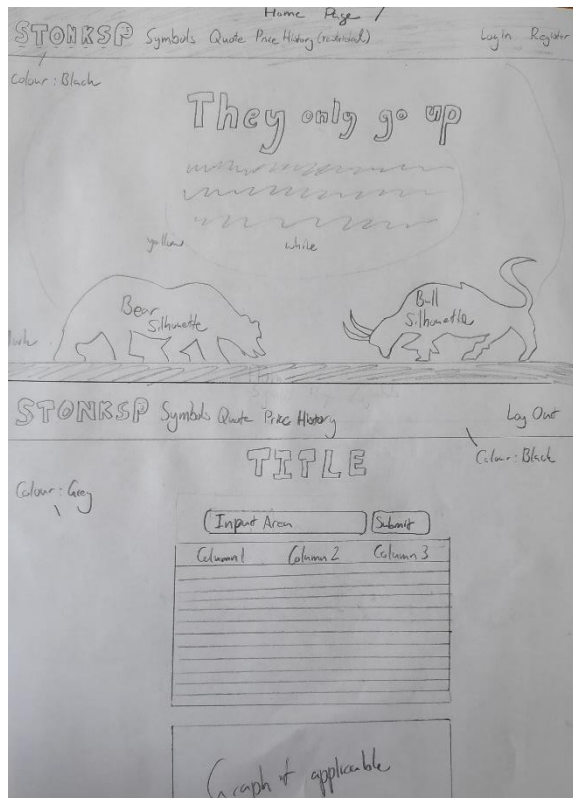 Home Page
STONKSP Symbols Quote Price History (restricted) Log In Register
Colour: Black
They only go up
yellow
white
Bear
Silhouette
Bull
Silhouette
STONKSP Symbols Quote Price History Log Out
Colour: Black
TITLE
Colour: Grey
Input Area Submit
Column 1 Column 2 Column 3
Graph if applicable